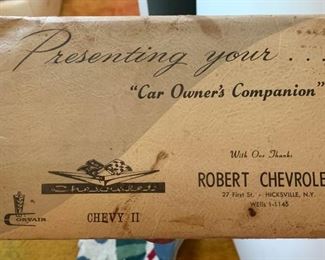 Presenting your . . .
"Car Owner's Companion"
With Our Thanks
ROBERT CHEVROLE
27 First St. - HICKSVILLE, N.Y.
WElls 1-1145
Chevrolet
CORVAIR
CHEVY II